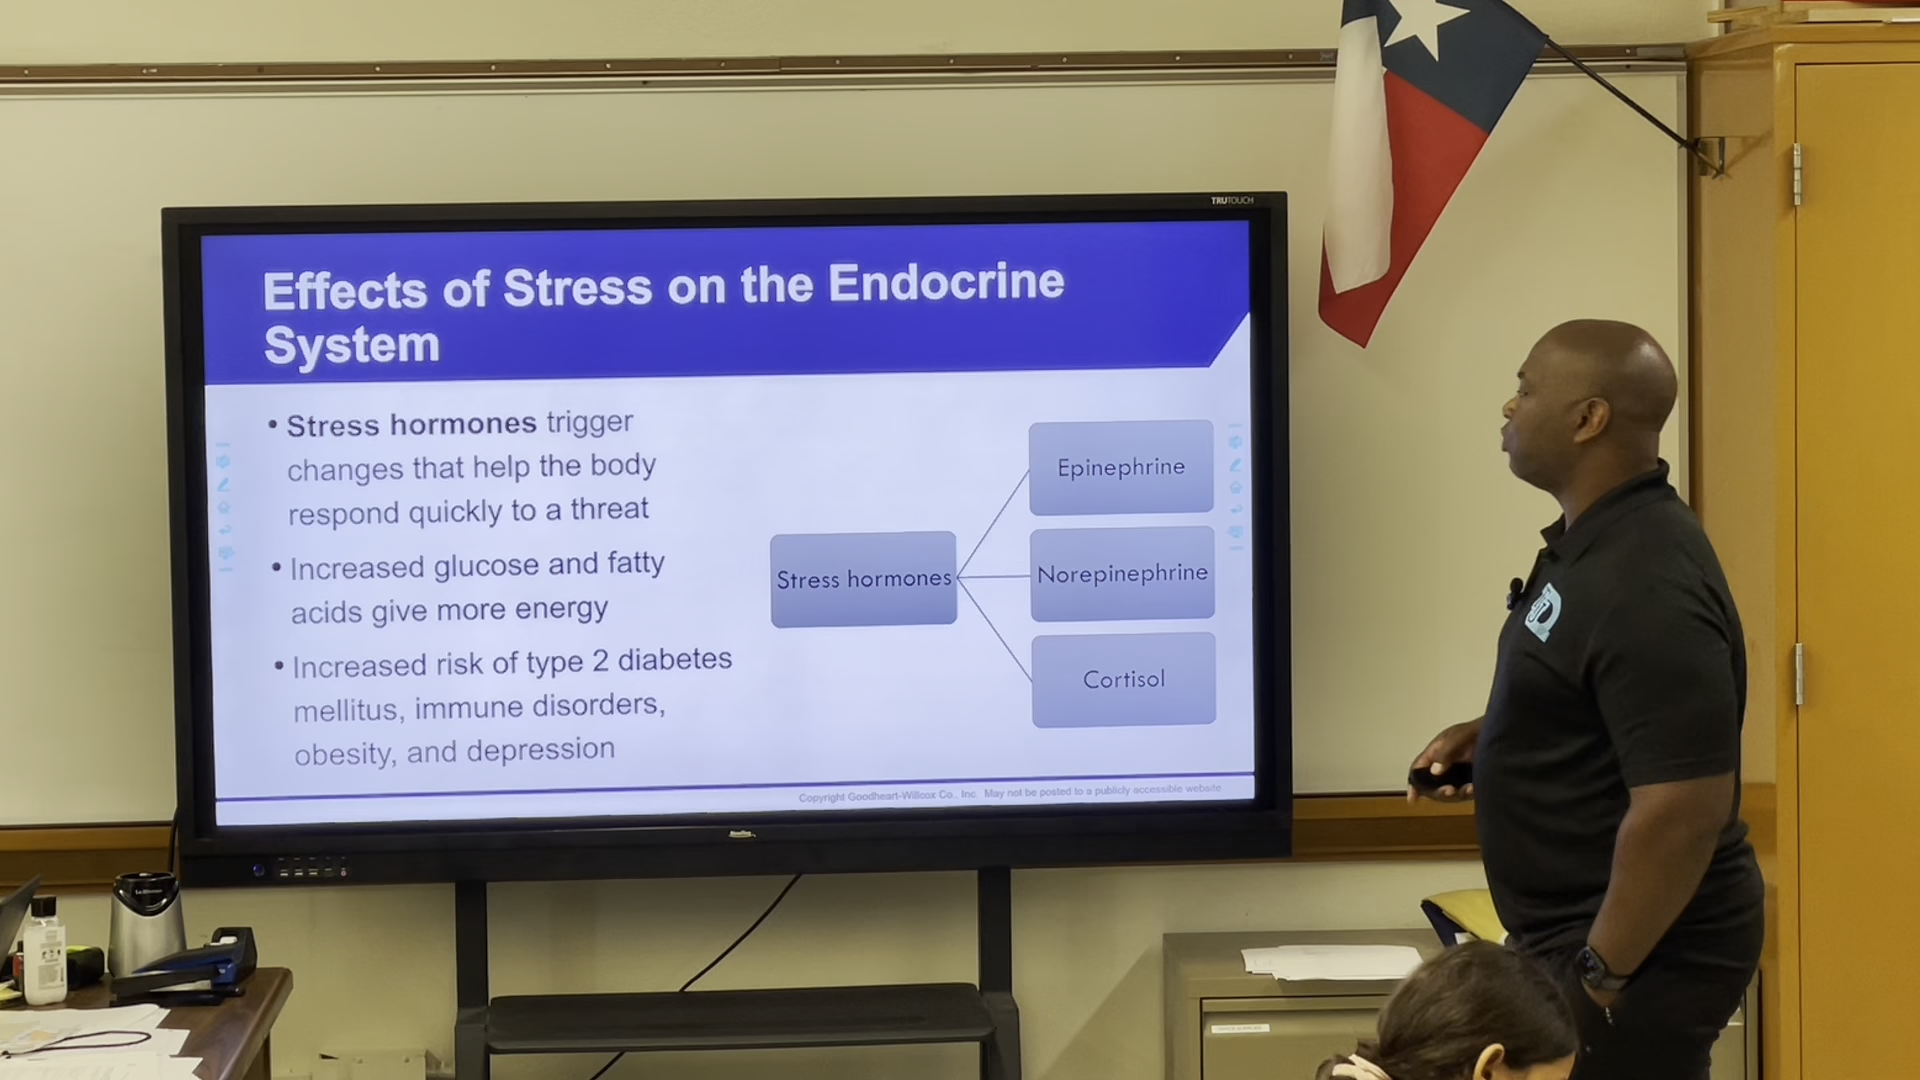 TRUTOUCH
Effects of Stress on the Endocrine
System
• Stress hormones trigger
changes that help the body
respond quickly to a threat
• Increased glucose and fatty
acids give more energy
• Increased risk of type 2 diabetes
mellitus, immune disorders,
obesity, and depression
Stress hormones
Epinephrine
Norepinephrine
Cortisol
Copyright Goodheart-Willcox Co., Inc. May not be posted to a publicly accessible website.